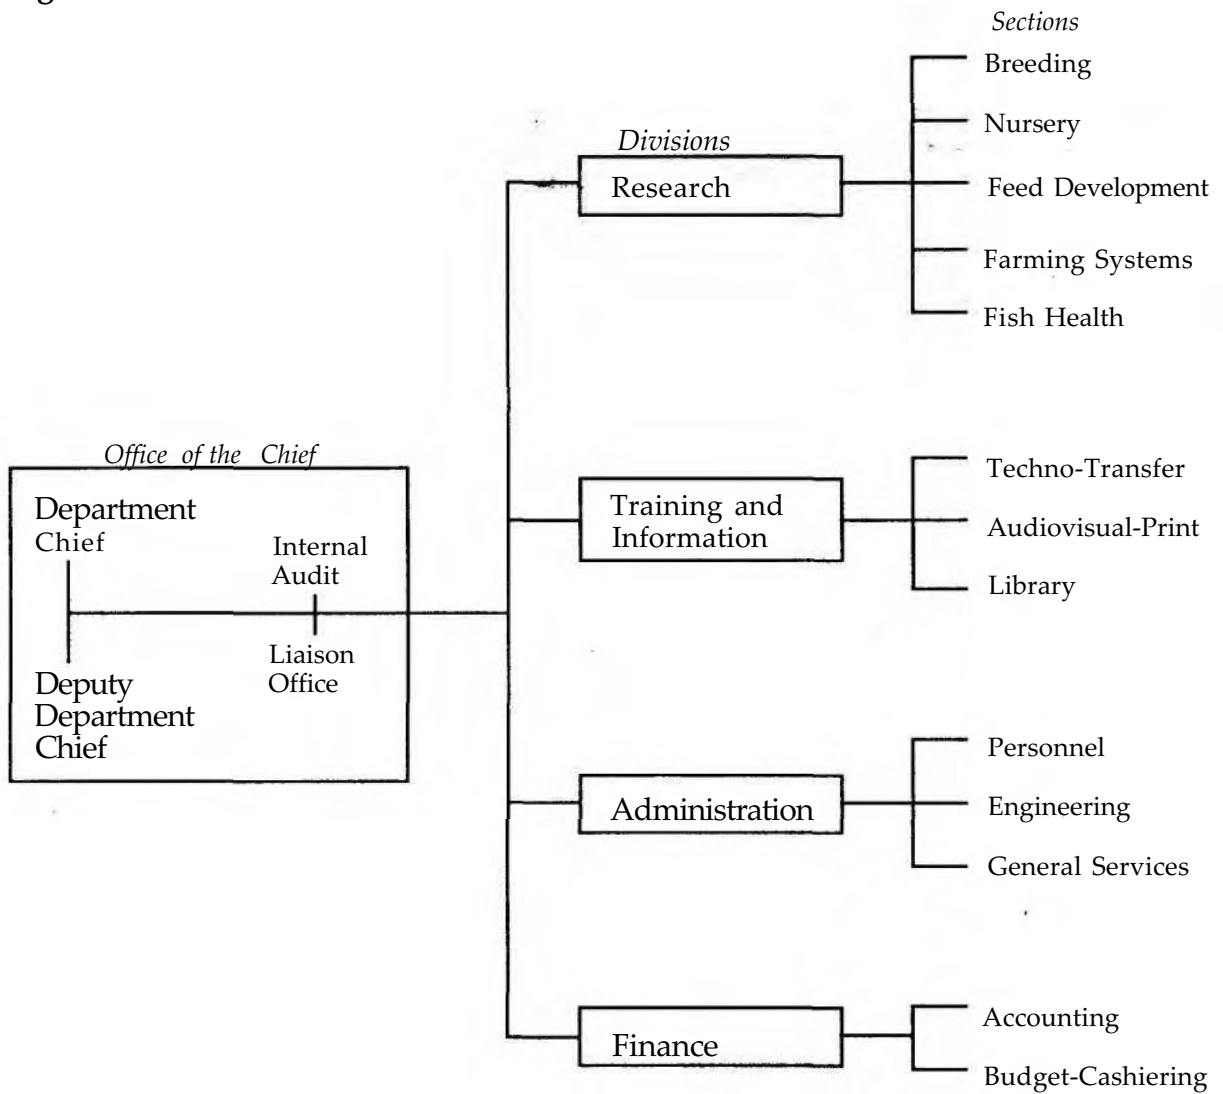 Sections
Breeding
Nursery
Divisions
Research
Feed Development
Farming Systems
Fish Health
Office of the Chief
Department
Chief
Internal
Audit
Liaison
Office
Deputy
Department
Chief
Training and
Information
Techno-Transfer
Audiovisual-Print
Library
Administration
Personnel
Engineering
General Services
Finance
Accounting
Budget-Cashiering